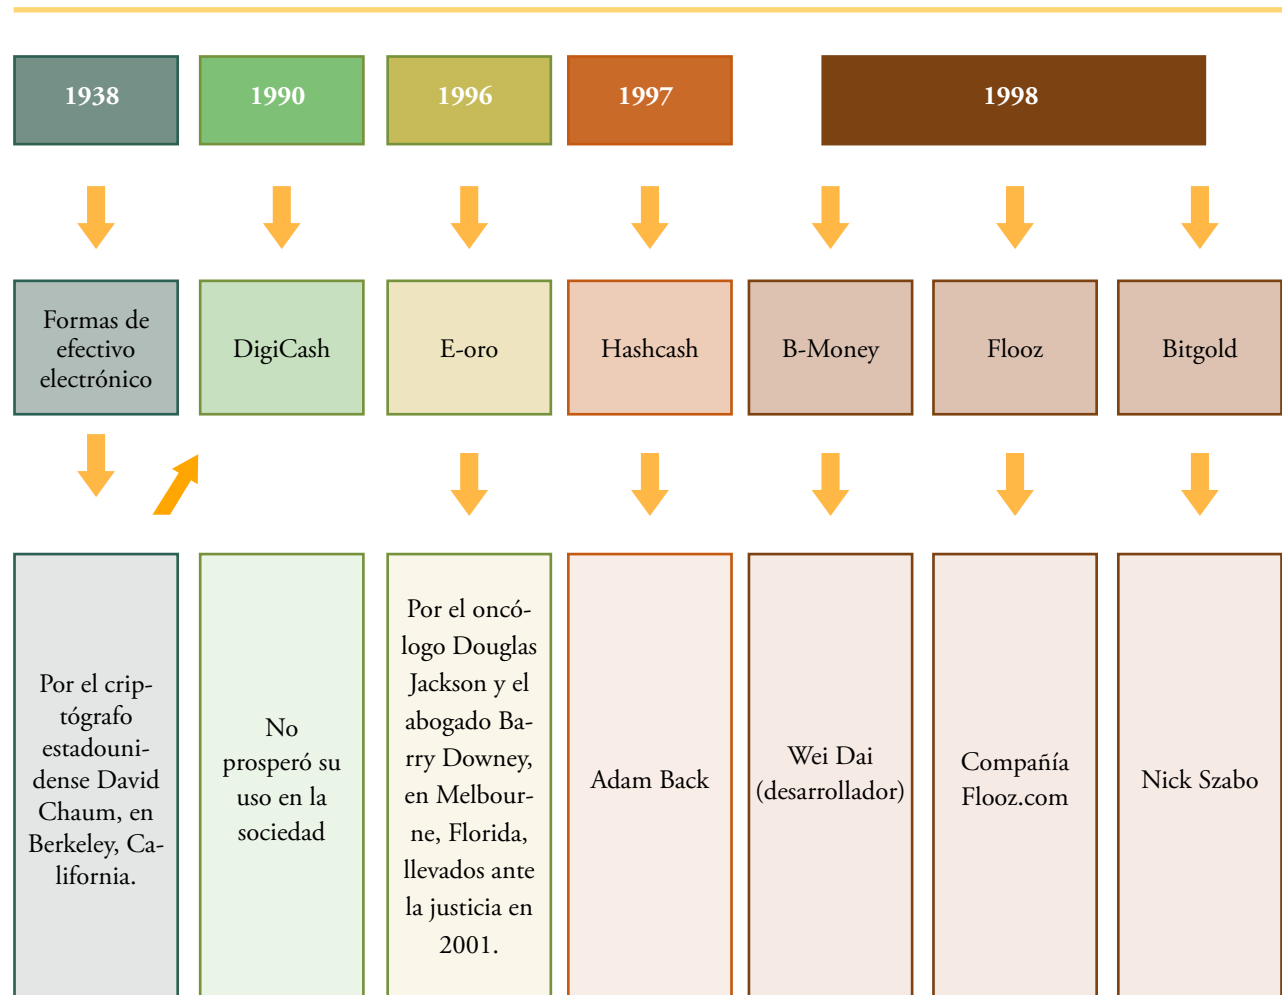 1938
1990
1996
1997
1998
Formas de
efectivo
electrónico
DigiCash
E-oro
Hashcash
B-Money
Flooz
Bitgold
Por el crip-
tógrafo
estadouni-
dense David
Chaum, en
Berkeley, Ca-
lifornia.
No
prosperó su
uso en la
sociedad
Por el oncó-
logo Douglas
Jackson y el
abogado Ba-
rry Downey,
en Melbour-
ne, Florida,
llevados ante
la justicia en
2001.
Adam Back
Wei Dai
(desarrollador)
Compañía
Flooz.com
Nick Szabo